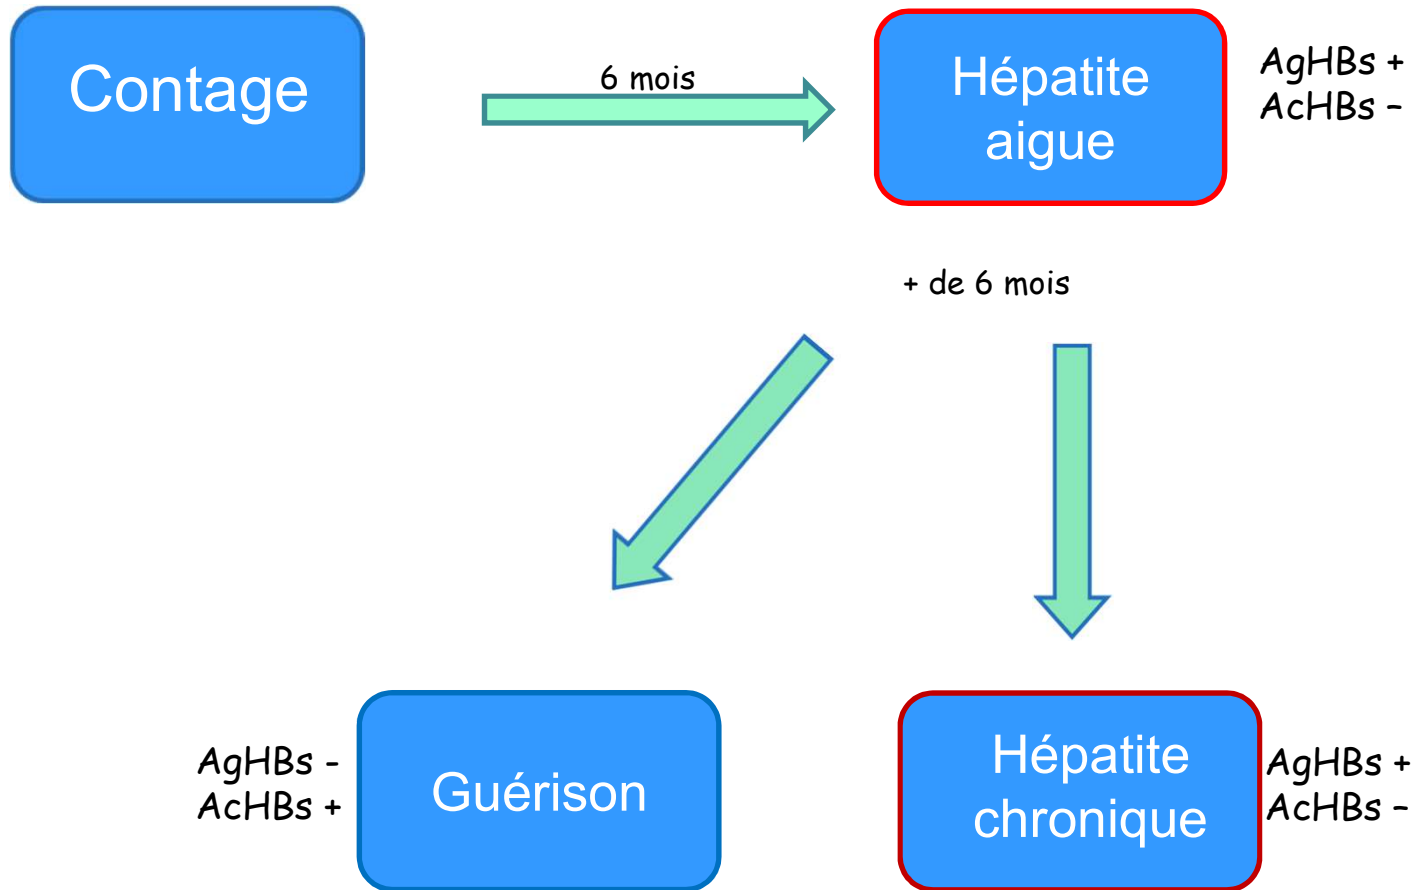 Contage
6 mois
Hépatite
aigue
AgHBs +
AcHBs –
+ de 6 mois
AgHBs -
AcHBs +
Guérison
Hépatite
chronique
AgHBs +
AcHBs –